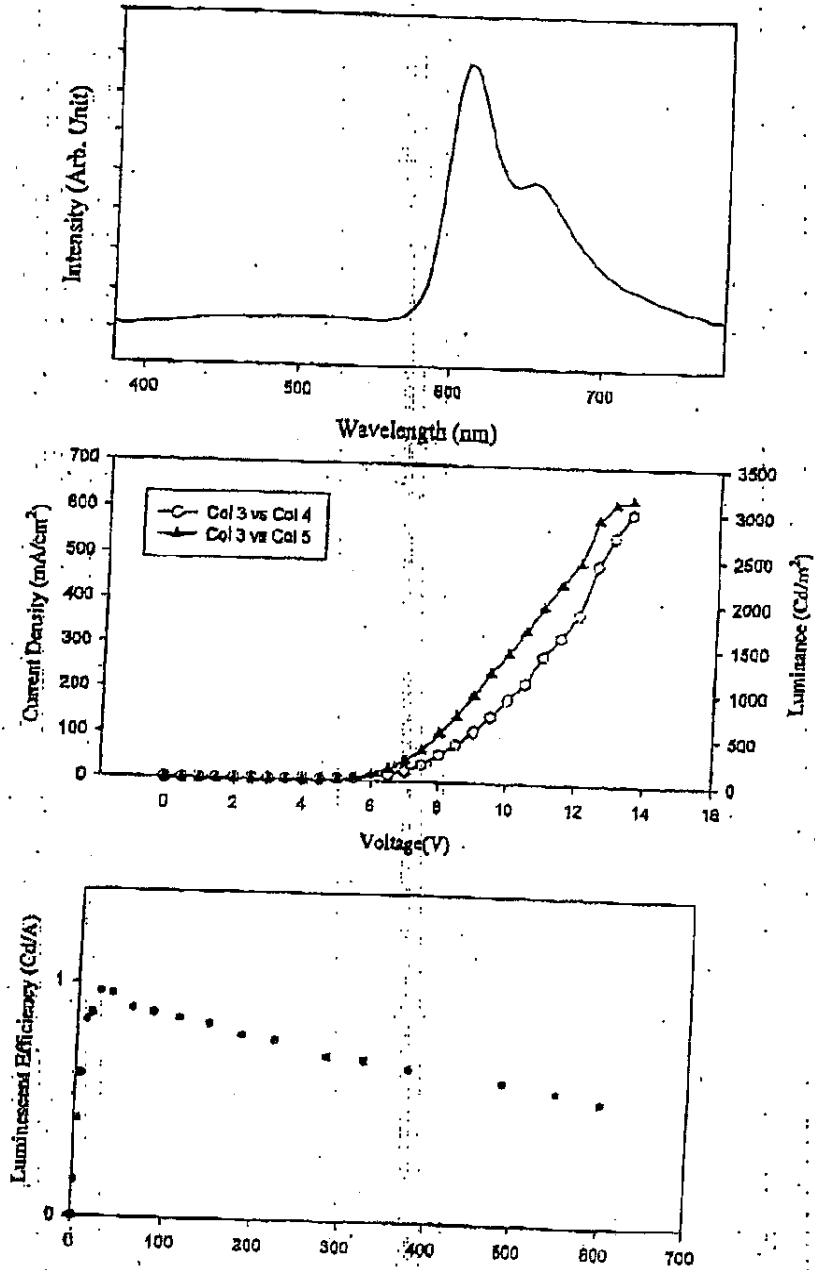 Intensity (Arb. Unit)
400 500 600 700
Wavelength (nm)
Current Density (mA/cm²)
700
600
500
400
300
200
100
0
Col 3 vs Col 4
Col 3 vs Col 5
3500
3000
2500
2000
1500
1000
500
0
Luminance (Cd/m²)
0 2 4 6 8 10 12 14 16
Voltage(V)
Luminescent Efficiency (Cd/A)
1
0
0 100 200 300 400 500 600 700